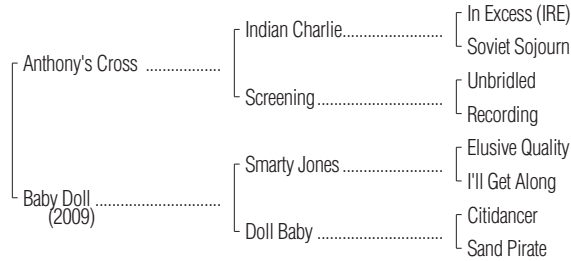 In Excess (IRE)
Indian Charlie......................
Soviet Sojourn
Anthony's Cross .................
Unbridled
Screening............................
Recording
Elusive Quality
Smarty Jones ......................
I'll Get Along
Baby Doll .............................
(2009)
Citidancer
Doll Baby ............................
Sand Pirate